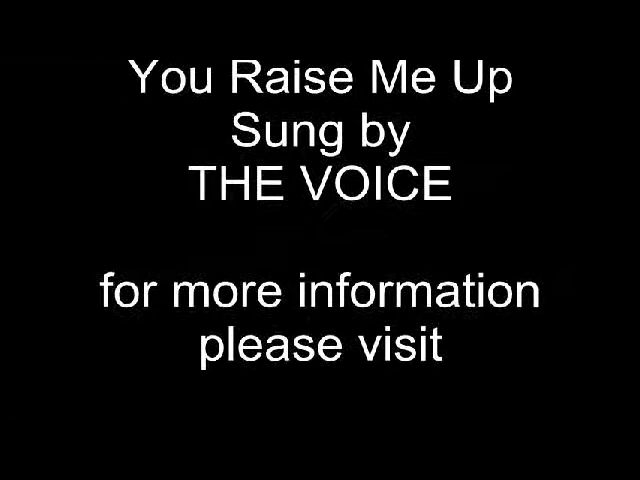 You Raise Me Up
Sung by
THE VOICE
for more information
please visit